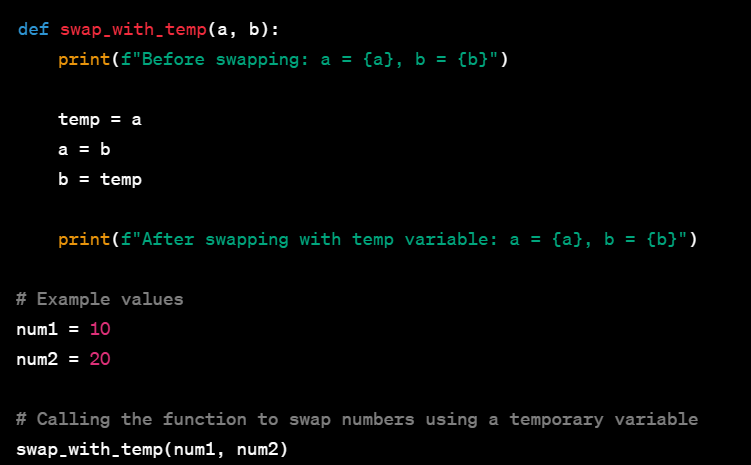 def swap_with_temp(a, b):
    print(f"Before swapping: a = {a}, b = {b}")
    temp = a
    a = b
    b = temp
    print(f"After swapping with temp variable: a = {a}, b = {b}")
# Example values
num1 = 10
num2 = 20
# Calling the function to swap numbers using a temporary variable
swap_with_temp(num1, num2)